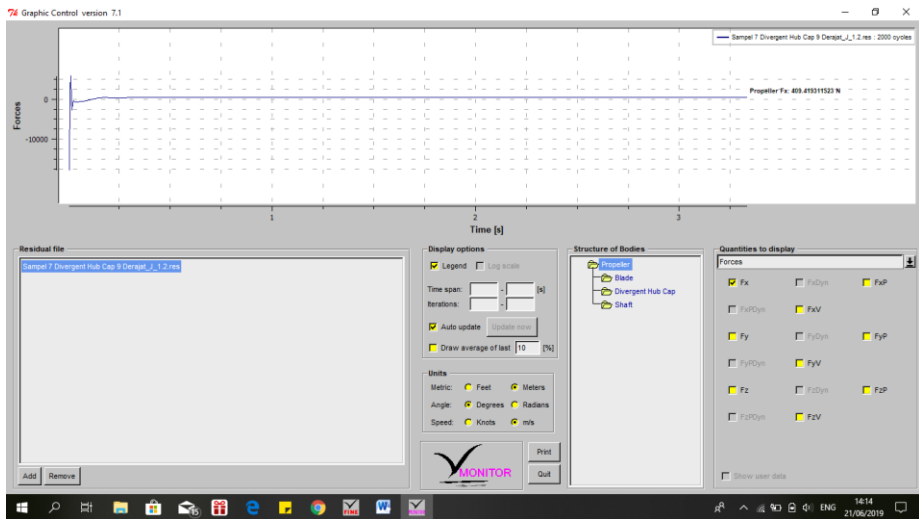 Graphic Control version 7.1
Sampel 7 Divergent Hub Cap 9 Derajat_J_1.2.res : 2000 cycles
Propeller Fx: 409.419311523 N
Forces
0
-10000
1
2
3
Time [s]
Residual file
Sampel 7 Divergent Hub Cap 9 Derajat_J_1.2.res
Add Remove
Display options
Legend Log scale
Time span: - [s]
Iterations: -
Auto update Update now
Draw average of last 10 [%]
Units
Metric: Feet Meters
Angle: Degrees Radians
Speed: Knots m/s
MONITOR
Print
Quit
Structure of Bodies
Propeller
Blade
Divergent Hub Cap
Shaft
Quantities to display
Forces
Fx FxDyn FxP
FxPDyn FxV
Fy FyDyn FyP
FyPDyn FyV
Fz FzDyn FzP
FzPDyn FzV
Show user data
ENG
14:14
21/06/2019